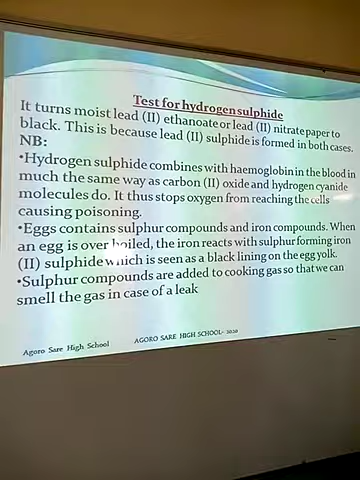 Test for hydrogen sulphide
It turns moist lead (II) ethanoate or lead (II) nitrate paper to
black. This is because lead (II) sulphide is formed in both cases.
NB:
•Hydrogen sulphide combines with haemoglobin in the blood in
much the same way as carbon (II) oxide and hydrogen cyanide
molecules do. It thus stops oxygen from reaching the cells
causing poisoning.
•Eggs contains sulphur compounds and iron compounds. When
an egg is over boiled, the iron reacts with sulphur forming iron
(II) sulphide which is seen as a black lining on the egg yolk.
•Sulphur compounds are added to cooking gas so that we can
smell the gas in case of a leak
Agoro Sare High School AGORO SARE HIGH SCHOOL- 2020